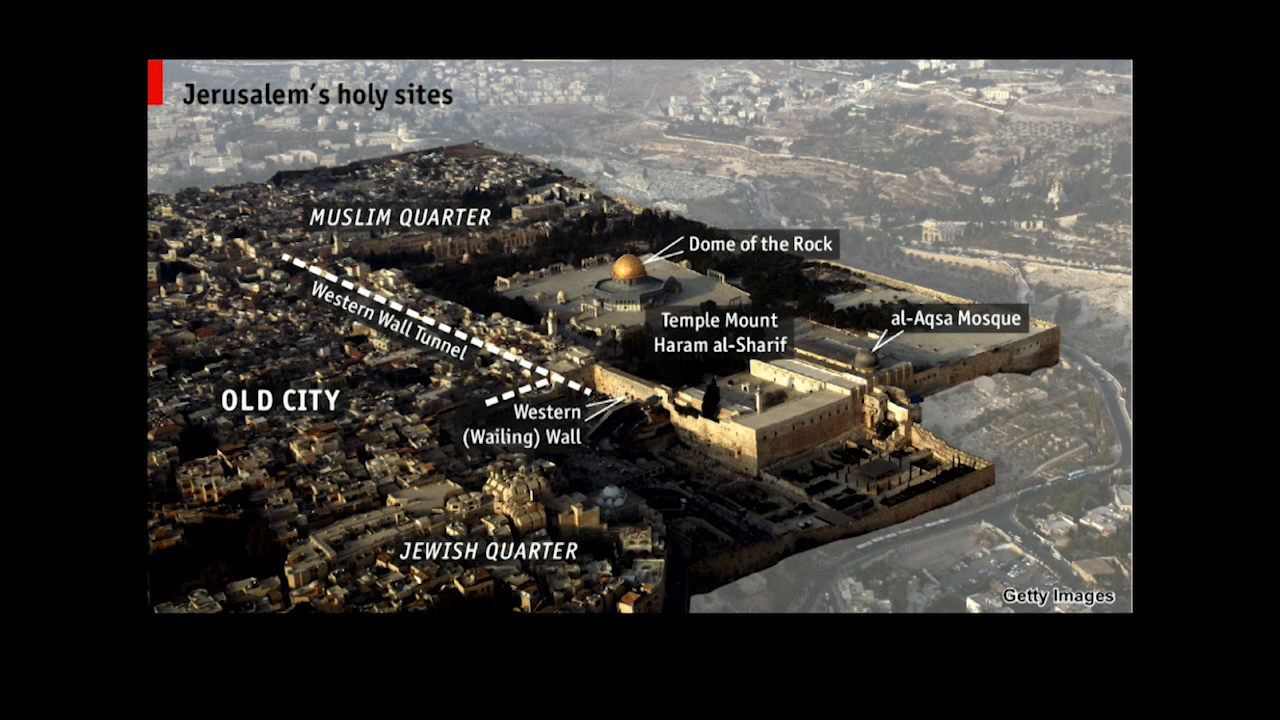 Jerusalem's holy sites
MUSLIM QUARTER
Dome of the Rock
Western Wall Tunnel
Temple Mount
Haram al-Sharif
al-Aqsa Mosque
OLD CITY
Western
(Wailing) Wall
JEWISH QUARTER
Getty Images